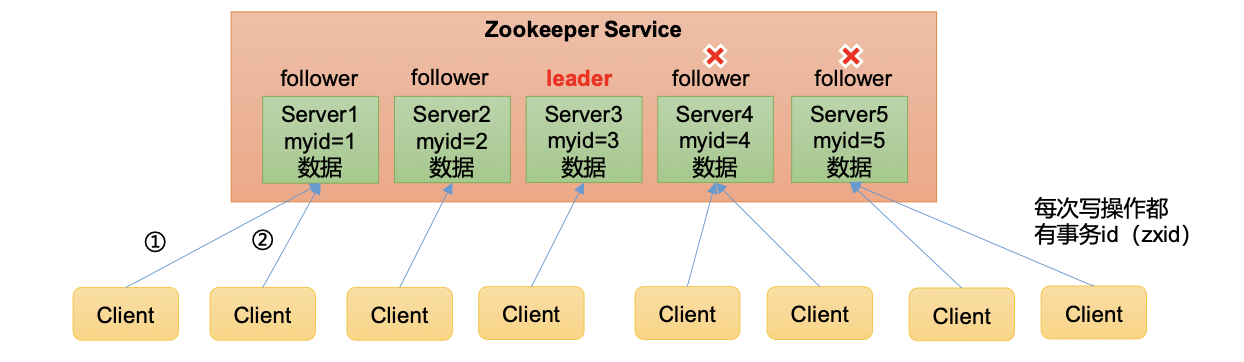 Zookeeper Service
follower
follower
leader
follower
follower
Server1
myid=1
数据
Server2
myid=2
数据
Server3
myid=3
数据
Server4
myid=4
数据
Server5
myid=5
数据
①
②
每次写操作都
有事务id（zxid）
Client
Client
Client
Client
Client
Client
Client
Client